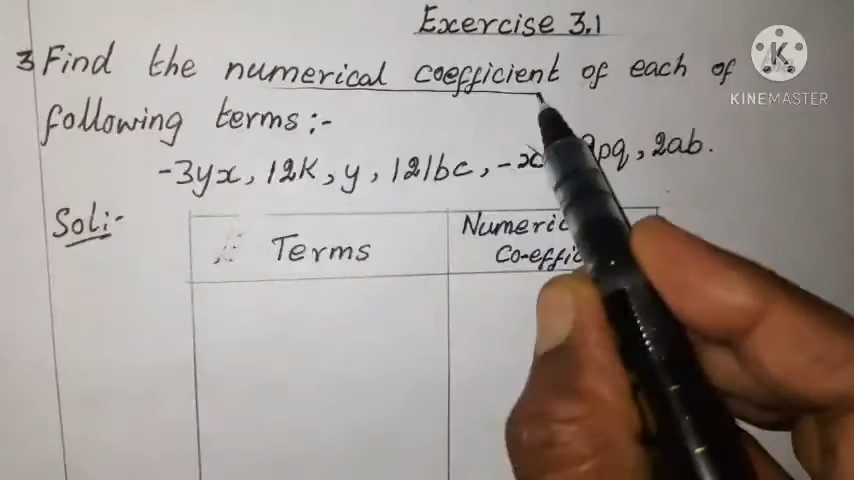 Exercise 3.1
3 Find the numerical coefficient of each of
following terms :-
-3yx, 12K, y, 121bc, -x pq, 2ab.
Sol:-
Terms
Numeric
Co-effic
K
KINEMASTER